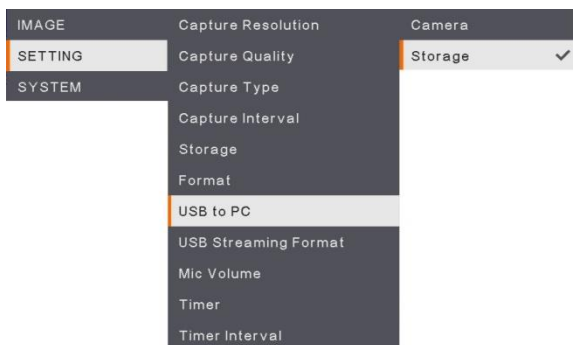 IMAGE
SETTING
SYSTEM
Capture Resolution
Capture Quality
Capture Type
Capture Interval
Storage
Format
USB to PC
USB Streaming Format
Mic Volume
Timer
Timer Interval
Camera
Storage